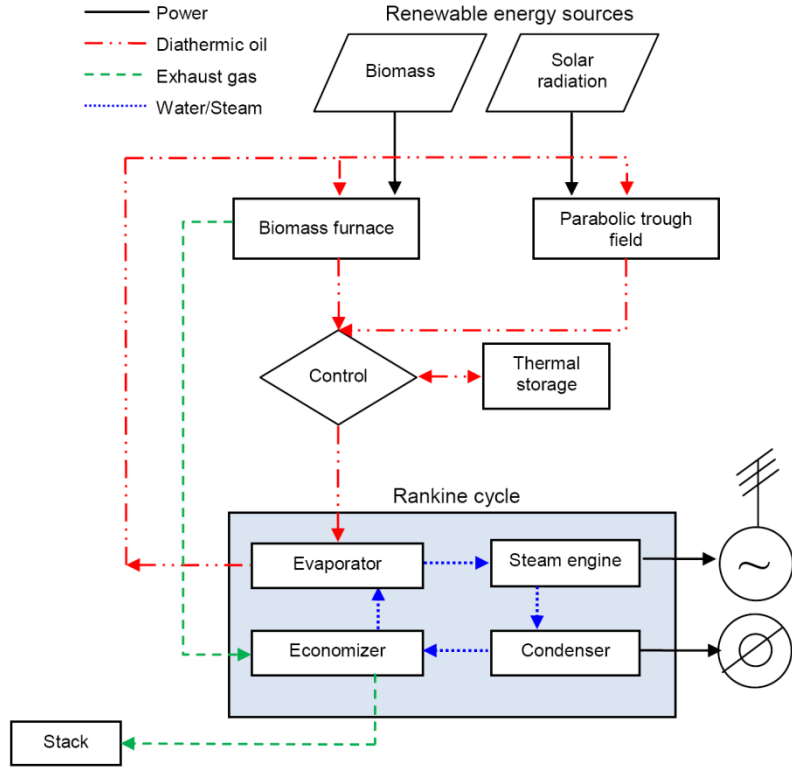 Power
Diathermic oil
Exhaust gas
Water/Steam
Renewable energy sources
Biomass
Solar
radiation
Biomass furnace
Parabolic trough
field
Control
Thermal
storage
Rankine cycle
Evaporator
Steam engine
~
Economizer
Condenser
Stack